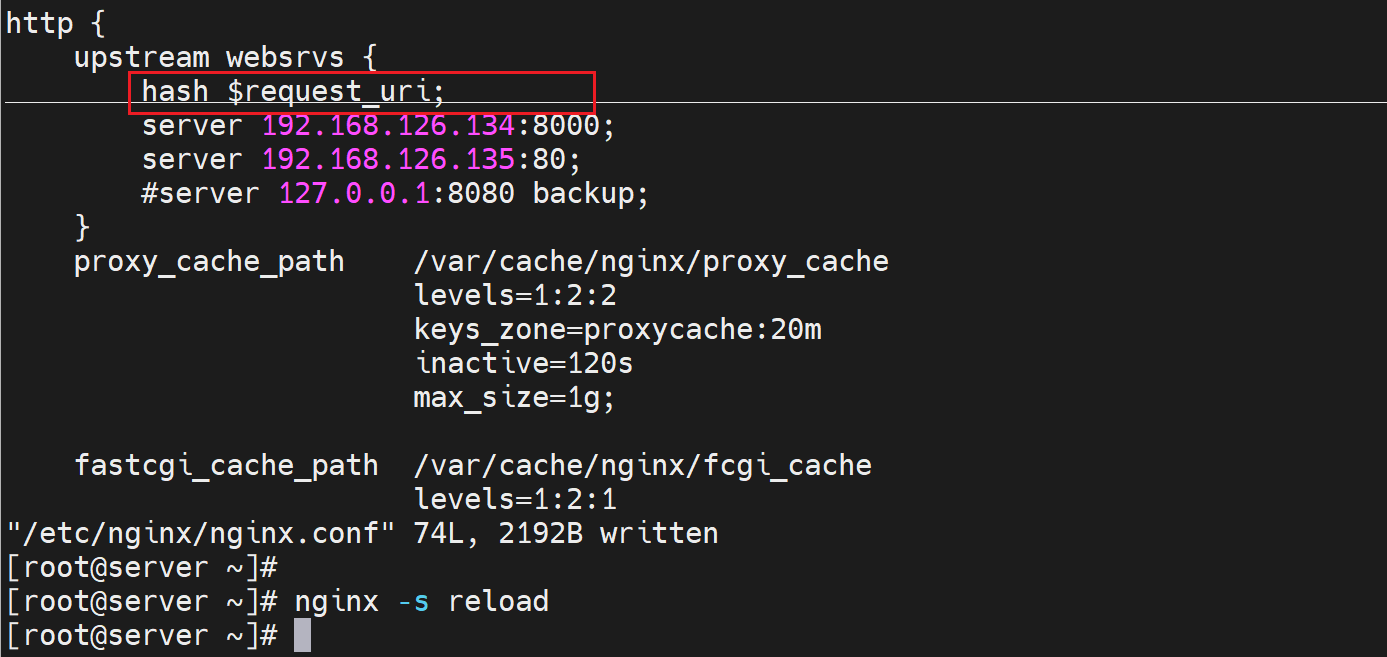 http {
    upstream websrvs {
        hash $request_uri;
        server 192.168.126.134:8000;
        server 192.168.126.135:80;
        #server 127.0.0.1:8080 backup;
    }
    proxy_cache_path    /var/cache/nginx/proxy_cache
                        levels=1:2:2
                        keys_zone=proxycache:20m
                        inactive=120s
                        max_size=1g;
    fastcgi_cache_path  /var/cache/nginx/fcgi_cache
                        levels=1:2:1
"/etc/nginx/nginx.conf" 74L, 2192B written
[root@server ~]#
[root@server ~]# nginx -s reload
[root@server ~]#